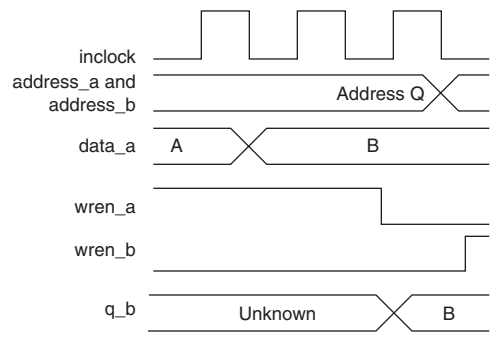 inclock
address_a and
address_b
Address Q
data_a
A
B
wren_a
wren_b
q_b
Unknown
B